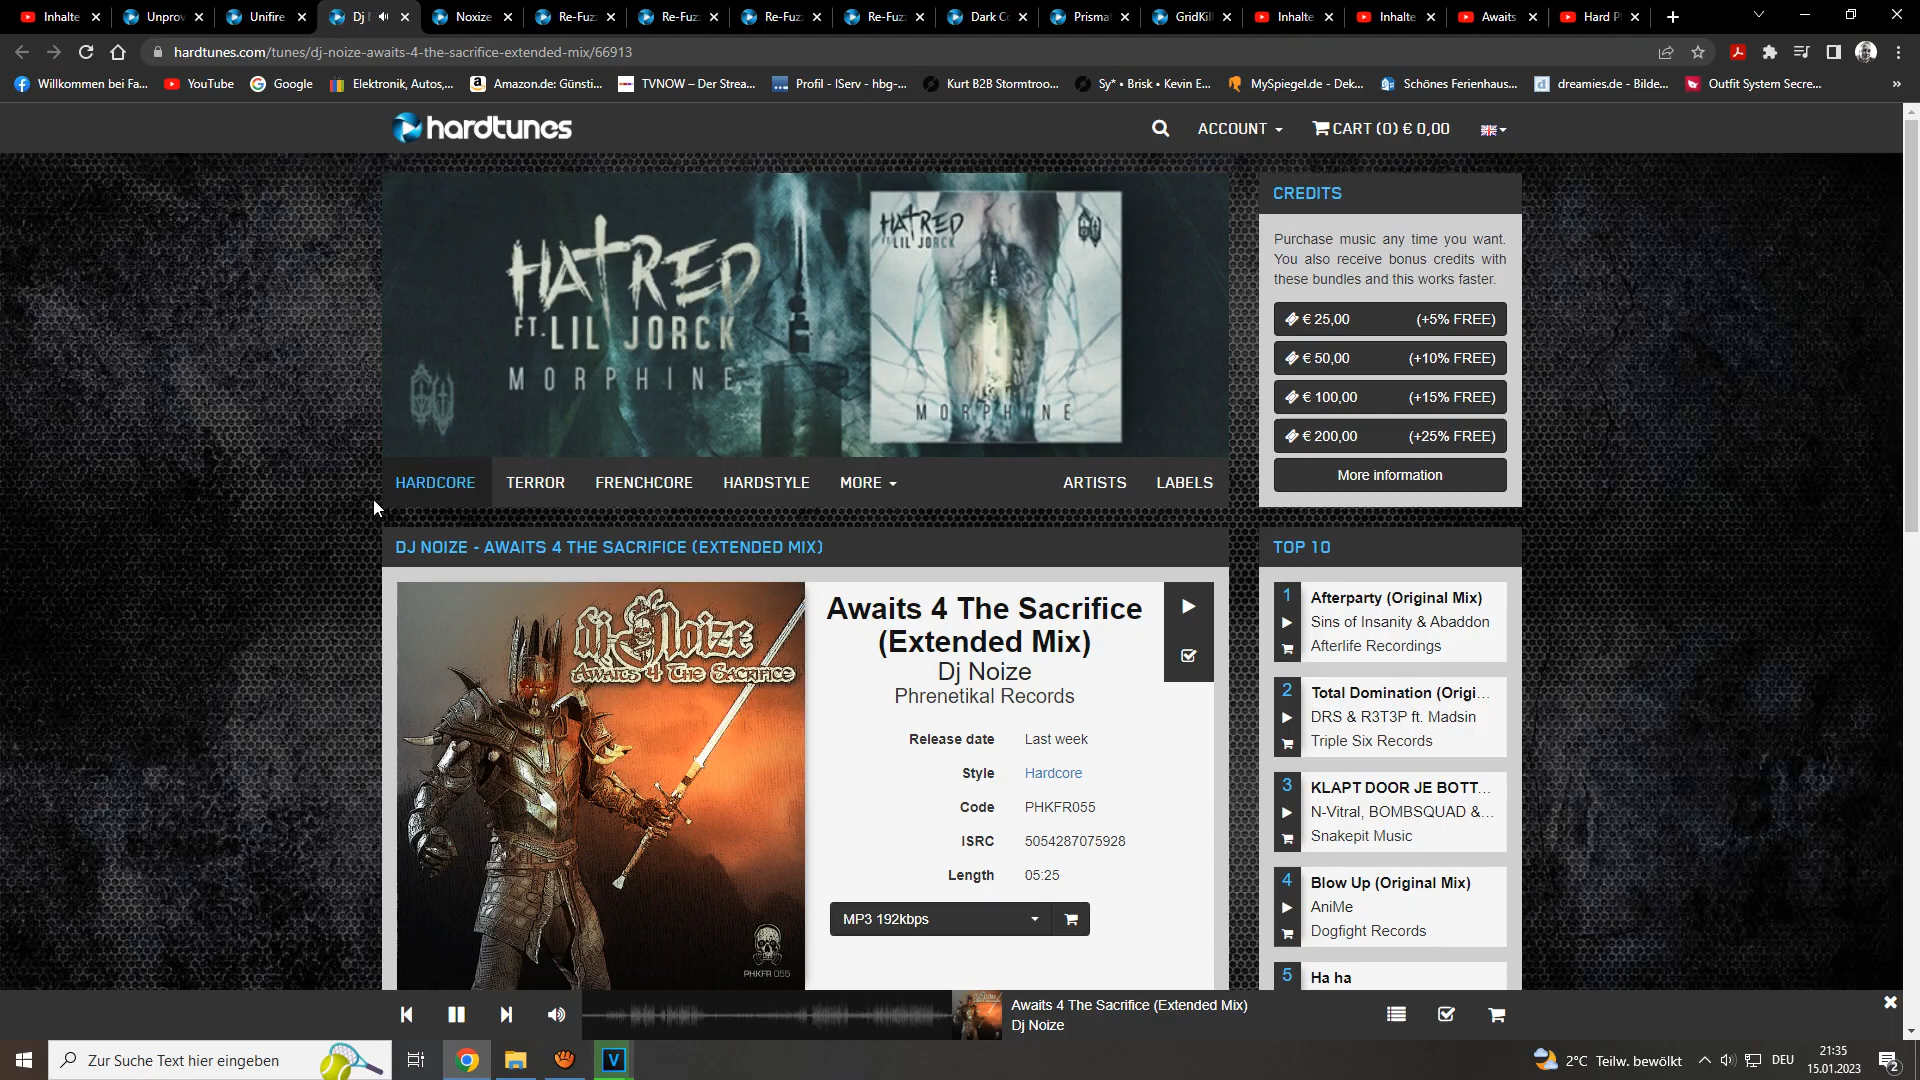 Inhalte
Unprov
Unifire
Dj
Noxize
Re-Fuz
Re-Fuz
Re-Fuz
Re-Fuz
Dark C
Prisma
GridKil
Inhalte
Inhalte
Awaits
Hard P
hardtunes.com/tunes/dj-noize-awaits-4-the-sacrifice-extended-mix/66913
Willkommen bei Fa...
YouTube
Google
Elektronik, Autos,...
Amazon.de: Günsti...
TVNOW – Der Strea...
Profil - IServ - hbg-...
Kurt B2B Stormtroo...
Sy* • Brisk • Kevin E...
MySpiegel.de - Dek...
Schönes Ferienhaus...
dreamies.de - Bilde...
Outfit System Secre...
»
hardtunes
ACCOUNT
CART (0) € 0,00
HATRED
FT. LIL JORCK
MORPHINE
HATRED
FT LIL JORCK
MORPHINE
CREDITS
Purchase music any time you want.
You also receive bonus credits with
these bundles and this works faster.
€ 25,00 (+5% FREE)
€ 50,00 (+10% FREE)
€ 100,00 (+15% FREE)
€ 200,00 (+25% FREE)
More information
HARDCORE
TERROR
FRENCHCORE
HARDSTYLE
MORE
ARTISTS
LABELS
DJ NOIZE - AWAITS 4 THE SACRIFICE (EXTENDED MIX)
dj Noize
Awaits 4 The Sacrifice
PHKFR 055
Awaits 4 The Sacrifice
(Extended Mix)
Dj Noize
Phrenetikal Records
Release date Last week
Style Hardcore
Code PHKFR055
ISRC 5054287075928
Length 05:25
MP3 192kbps
TOP 10
1 Afterparty (Original Mix)
Sins of Insanity & Abaddon
Afterlife Recordings
2 Total Domination (Origi...
DRS & R3T3P ft. Madsin
Triple Six Records
3 KLAPT DOOR JE BOTT...
N-Vitral, BOMBSQUAD &...
Snakepit Music
4 Blow Up (Original Mix)
AniMe
Dogfight Records
5 Ha ha
Awaits 4 The Sacrifice (Extended Mix)
Dj Noize
Zur Suche Text hier eingeben
V
2°C Teilw. bewölkt
DEU
21:35
15.01.2023
2